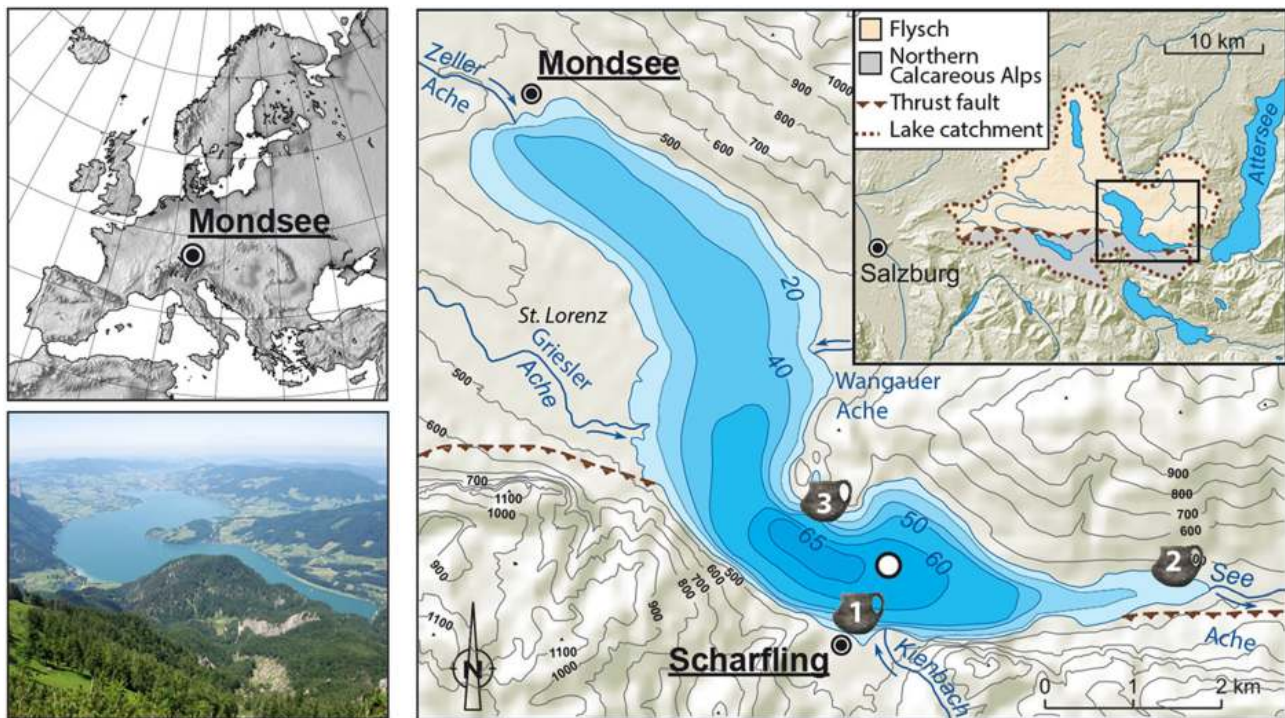 Mondsee
Zeller
Ache
Mondsee
900
1000
800
700
600
500
20
40
St. Lorenz
Griesler
Ache
Wangauer
Ache
500
600
700
1100
1000
3
50
65
60
900
800
700
600
2
See
Ache
1
500
600
700
800
900
900
1100
1100
1000
Scharfling
Kienbach
N
0 1 2 km
Flysch
Northern
Calcareous Alps
Thrust fault
Lake catchment
10 km
Attersee
Salzburg